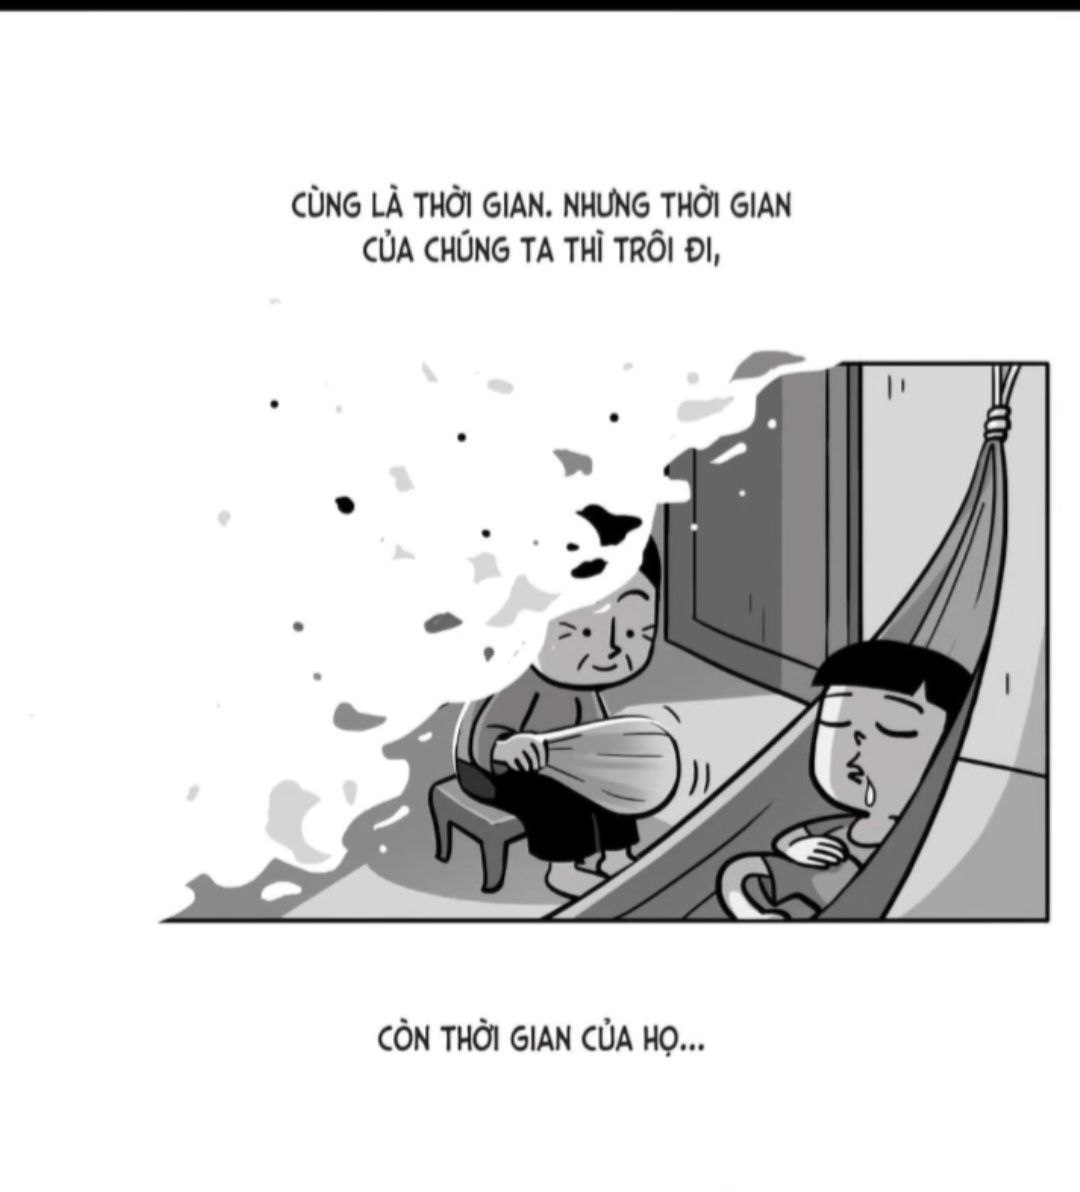 CÙNG LÀ THỜI GIAN. NHƯNG THỜI GIAN
CỦA CHÚNG TA THÌ TRÔI ĐI,
CÒN THỜI GIAN CỦA HỌ...